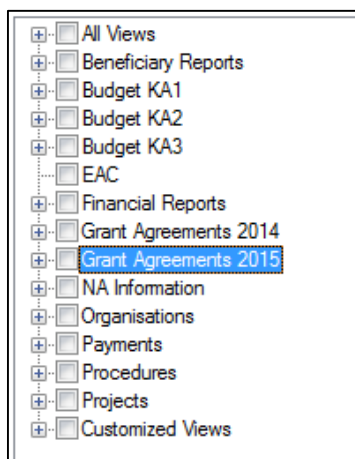 All Views
Beneficiary Reports
Budget KA1
Budget KA2
Budget KA3
EAC
Financial Reports
Grant Agreements 2014
Grant Agreements 2015
NA Information
Organisations
Payments
Procedures
Projects
Customized Views